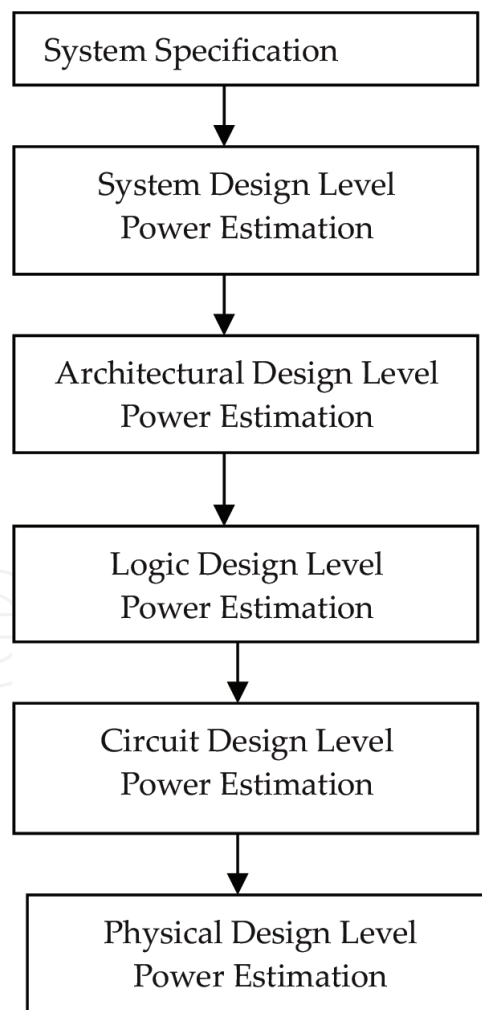 System Specification
System Design Level
Power Estimation
Architectural Design Level
Power Estimation
Logic Design Level
Power Estimation
Circuit Design Level
Power Estimation
Physical Design Level
Power Estimation